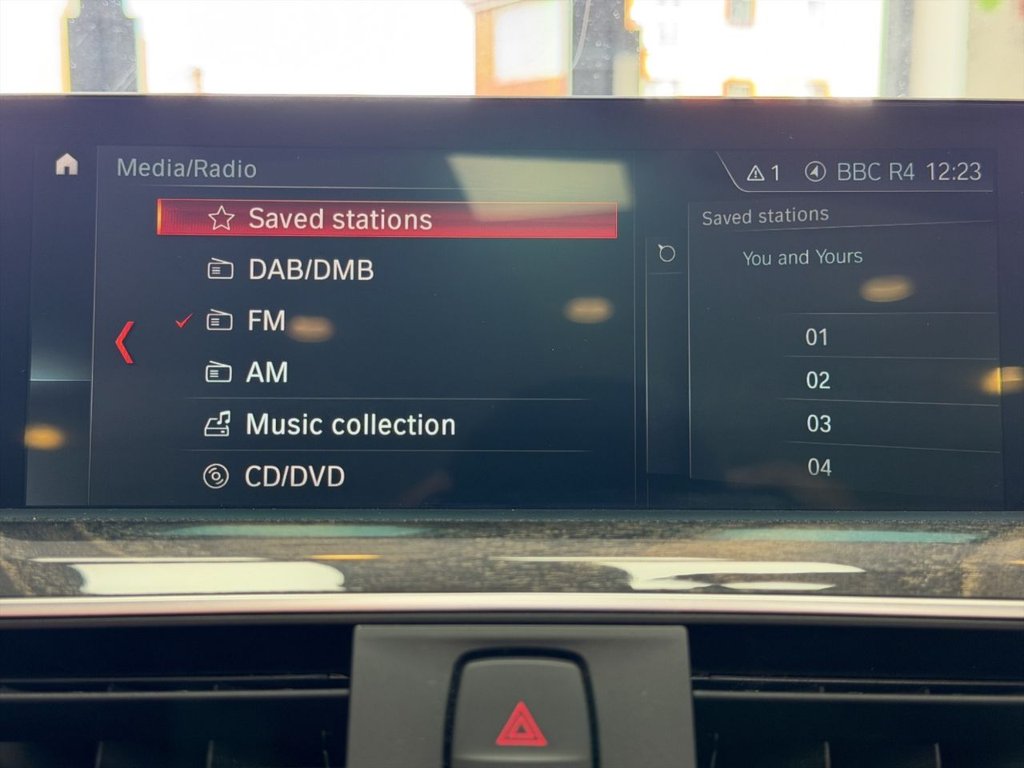 Media/Radio
1 BBC R4 12:23
Saved stations
DAB/DMB
FM
AM
Music collection
CD/DVD
Saved stations
You and Yours
01
02
03
04